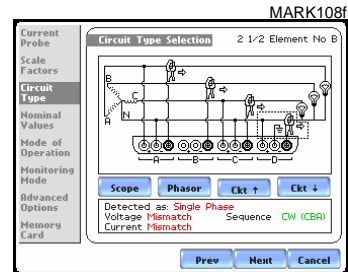 MARK108f
Current
Probe
Scale
Factors
Circuit
Type
Nominal
Values
Mode of
Operation
Monitoring
Mode
Advanced
Options
Memory
Card
Circuit Type Selection 2 1/2 Element No B
B
C
A
N
A B C D
Scope Phasor Ckt ↑ Ckt ↓
Detected as: Single Phase
Voltage Mismatch Sequence CW (CBA)
Current Mismatch
Prev Next Cancel